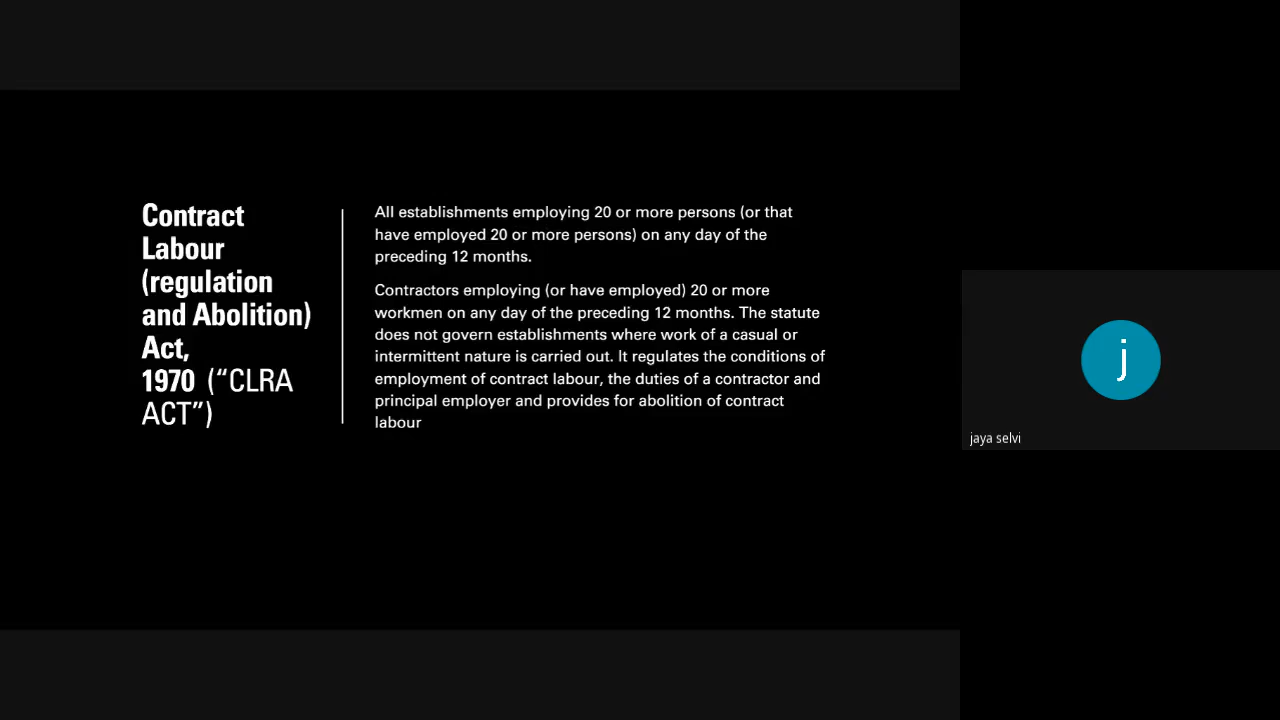 Contract
Labour
(regulation
and Abolition)
Act,
1970 (“CLRA
ACT”)
All establishments employing 20 or more persons (or that
have employed 20 or more persons) on any day of the
preceding 12 months.
Contractors employing (or have employed) 20 or more
workmen on any day of the preceding 12 months. The statute
does not govern establishments where work of a casual or
intermittent nature is carried out. It regulates the conditions of
employment of contract labour, the duties of a contractor and
principal employer and provides for abolition of contract
labour
j
jaya selvi